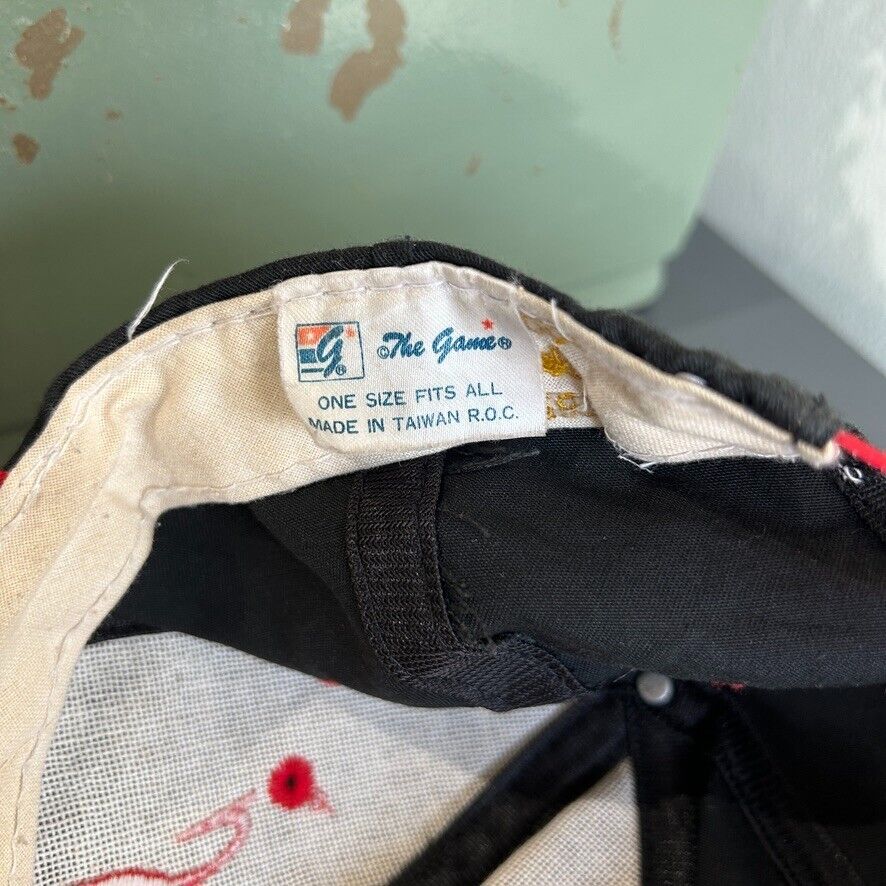 G® ©The Game®
ONE SIZE FITS ALL
MADE IN TAIWAN R.O.C.